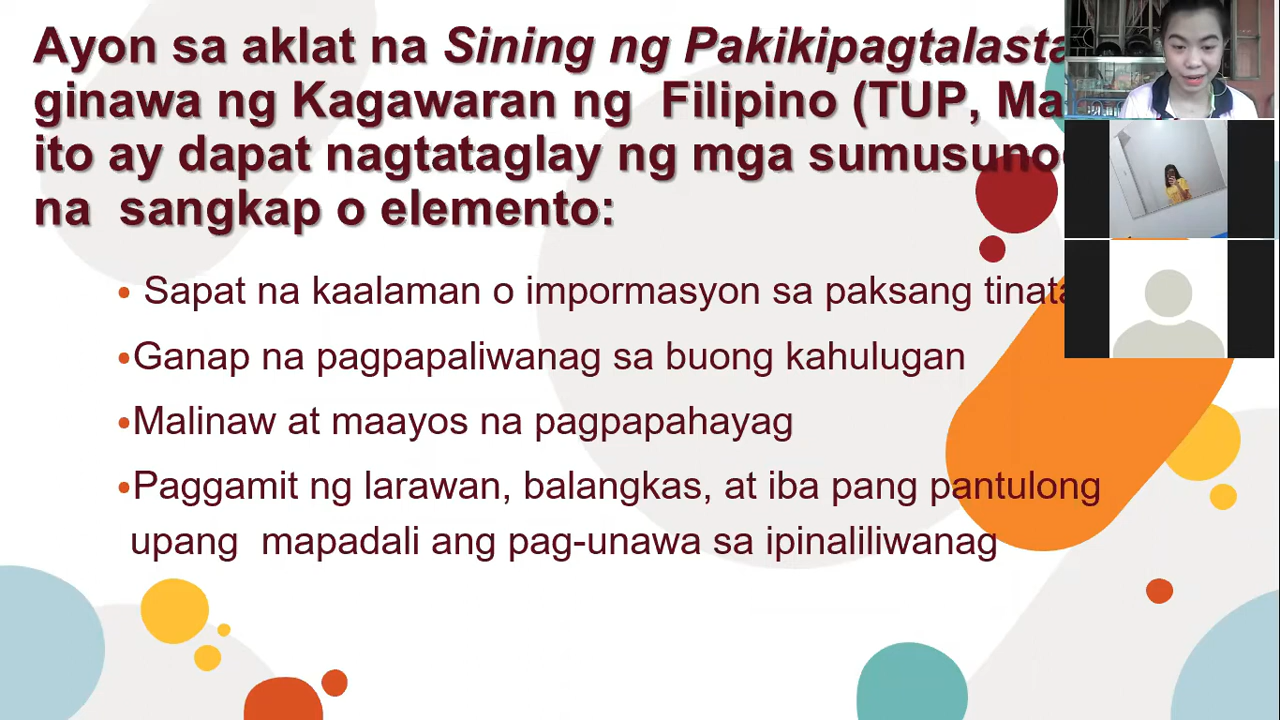 Ayon sa aklat na Sining ng
ginawa ng Kagawaran ng Filipino (TUP,
ito ay dapat nagtataglay ng mga
na sangkap o elemento:
• Sapat na kaalaman o impormasyon sa paksang
•Ganap na pagpapaliwanag sa buong kahulugan
•Malinaw at maayos na pagpapahayag
•Paggamit ng larawan, balangkas, at iba pang pantulong
upang mapadali ang pag-unawa sa ipinaliliwanag